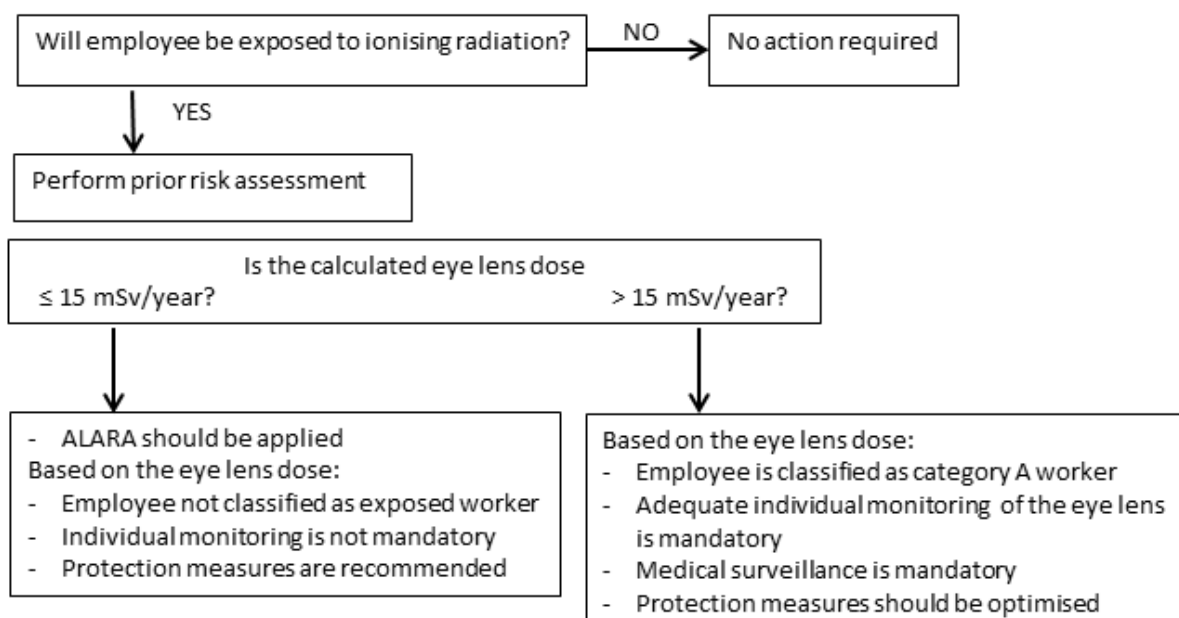 Will employee be exposed to ionising radiation?
NO
No action required
YES
Perform prior risk assessment
Is the calculated eye lens dose
≤ 15 mSv/year?
> 15 mSv/year?
- ALARA should be applied
Based on the eye lens dose:
- Employee not classified as exposed worker
- Individual monitoring is not mandatory
- Protection measures are recommended
Based on the eye lens dose:
- Employee is classified as category A worker
- Adequate individual monitoring of the eye lens
is mandatory
- Medical surveillance is mandatory
- Protection measures should be optimised